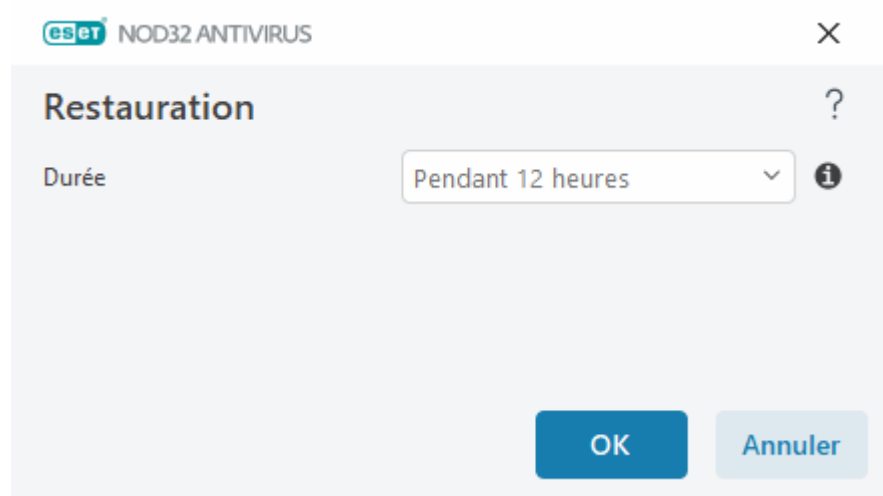 eset NOD32 ANTIVIRUS
Restauration
?
Durée
Pendant 12 heures
i
OK
Annuler